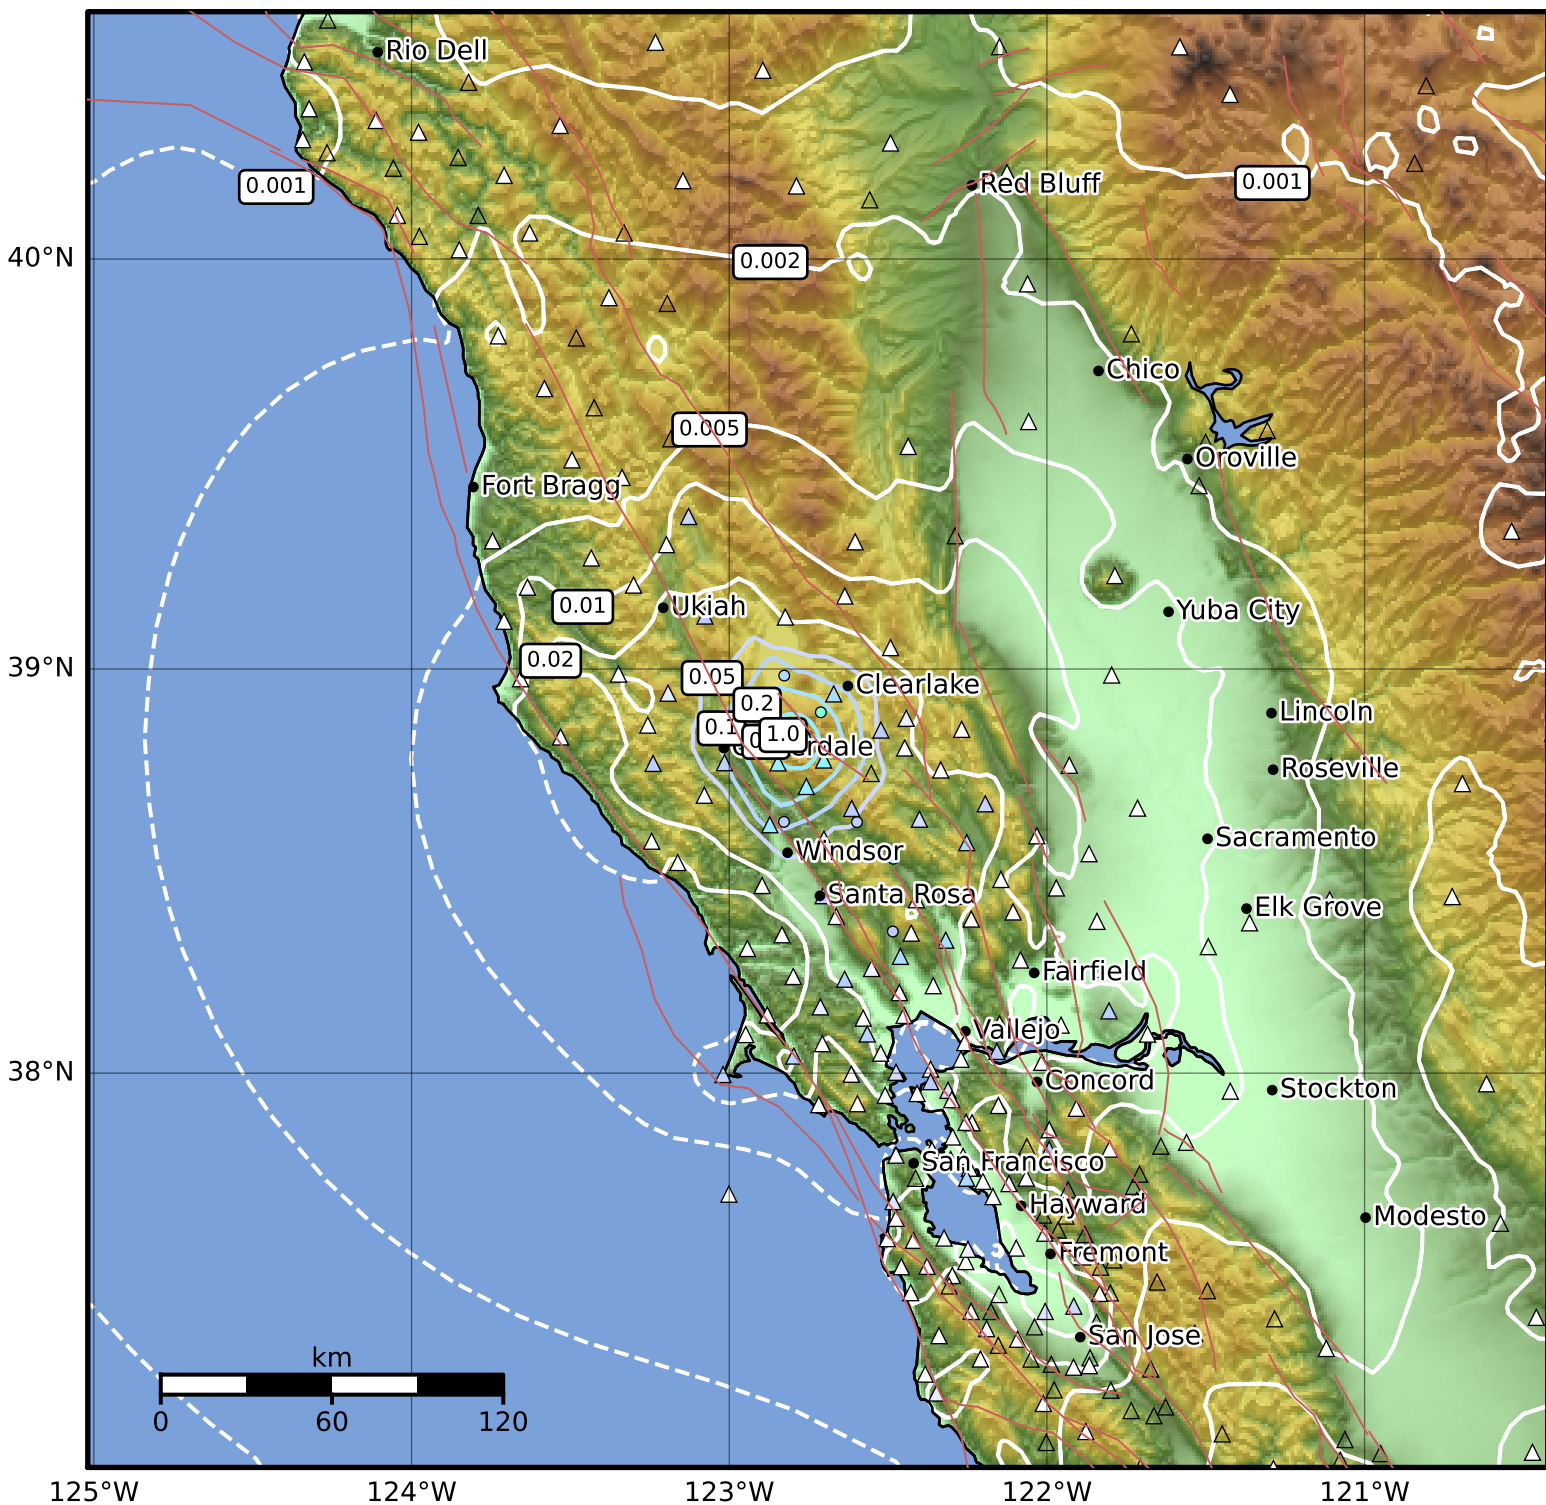 Rio Dell
0.001
Red Bluff
0.001
40°N
0.002
Chico
0.005
Oroville
Fort Bragg
0.01
Ukiah
Yuba City
0.02
39°N
0.05
Clearlake
0.2
Lincoln
0.1
1.0
erdale
Roseville
Sacramento
Windsor
Santa Rosa
Elk Grove
Fairfield
Vallejo
38°N
Concord
Stockton
San Francisco
Hayward
Modesto
Fremont
San Jose
km
0
60
120
125°W
124°W
123°W
122°W
121°W